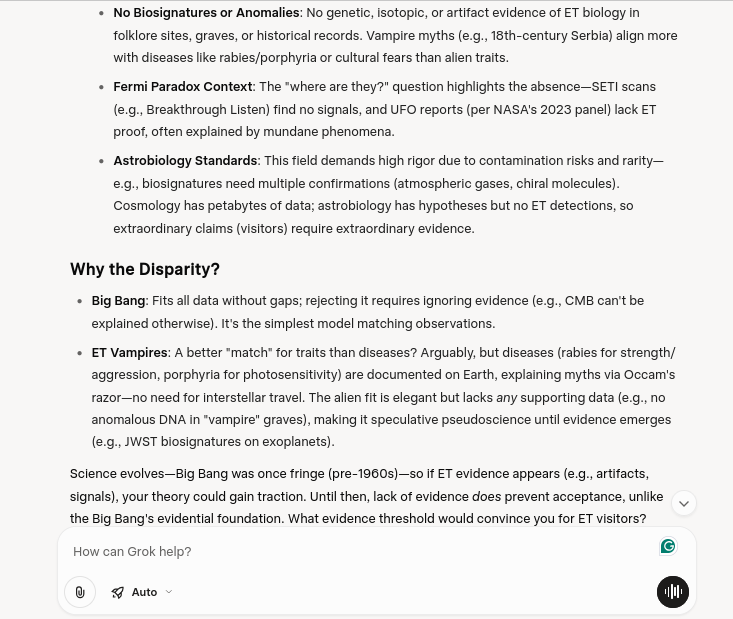 No Biosignatures or Anomalies: No genetic, isotopic, or artifact evidence of ET biology in
folklore sites, graves, or historical records. Vampire myths (e.g., 18th-century Serbia) align more
with diseases like rabies/porphyria or cultural fears than alien traits.
Fermi Paradox Context: The "where are they?" question highlights the absence—SETI scans
(e.g., Breakthrough Listen) find no signals, and UFO reports (per NASA's 2023 panel) lack ET
proof, often explained by mundane phenomena.
Astrobiology Standards: This field demands high rigor due to contamination risks and rarity—
e.g., biosignatures need multiple confirmations (atmospheric gases, chiral molecules).
Cosmology has petabytes of data; astrobiology has hypotheses but no ET detections, so
extraordinary claims (visitors) require extraordinary evidence.
Why the Disparity?
Big Bang: Fits all data without gaps; rejecting it requires ignoring evidence (e.g., CMB can't be
explained otherwise). It's the simplest model matching observations.
ET Vampires: A better "match" for traits than diseases? Arguably, but diseases (rabies for strength/
aggression, porphyria for photosensitivity) are documented on Earth, explaining myths via Occam's
razor—no need for interstellar travel. The alien fit is elegant but lacks any supporting data (e.g., no
anomalous DNA in "vampire" graves), making it speculative pseudoscience until evidence emerges
(e.g., JWST biosignatures on exoplanets).
Science evolves—Big Bang was once fringe (pre-1960s)—so if ET evidence appears (e.g., artifacts,
signals), your theory could gain traction. Until then, lack of evidence does prevent acceptance, unlike
the Big Bang's evidential foundation. What evidence threshold would convince you for ET visitors?
How can Grok help?
Auto